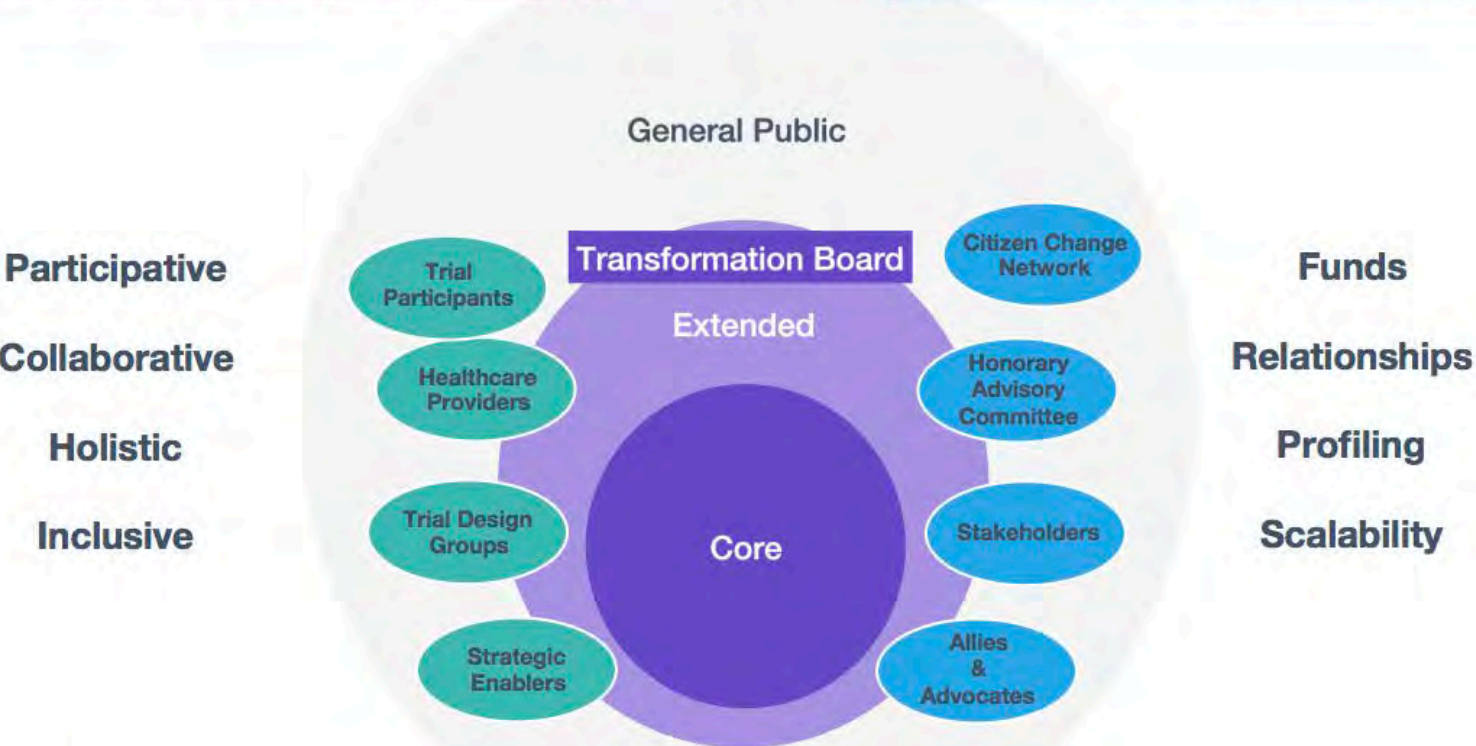 General Public
Participative
Collaborative
Holistic
Inclusive
Trial
Participants
Healthcare
Providers
Trial Design
Groups
Strategic
Enablers
Transformation Board
Extended
Core
Citizen Change
Network
Honorary
Advisory
Committee
Stakeholders
Allies
&
Advocates
Funds
Relationships
Profiling
Scalability